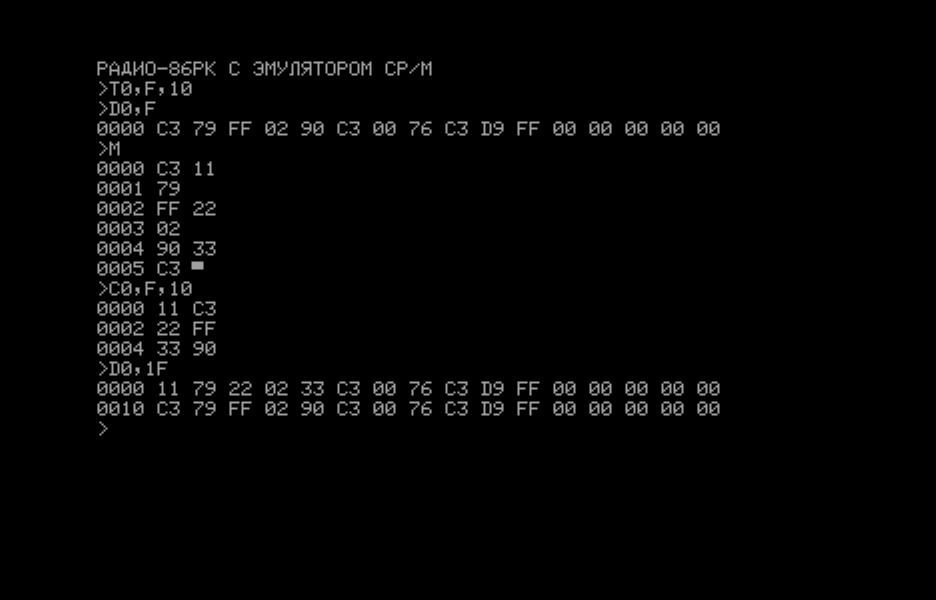 РАДИО-86РК С ЭМУЛЯТОРОМ CP/M
>T0,F,10
>D0,F
0000 C3 79 FF 02 90 C3 00 76 C3 D9 FF 00 00 00 00 00
>M
0000 C3 11
0001 79
0002 FF 22
0003 02
0004 90 33
0005 C3
>C0,F,10
0000 11 C3
0002 22 FF
0004 33 90
>D0,1F
0000 11 79 22 02 33 C3 00 76 C3 D9 FF 00 00 00 00 00
0010 C3 79 FF 02 90 C3 00 76 C3 D9 FF 00 00 00 00 00
>